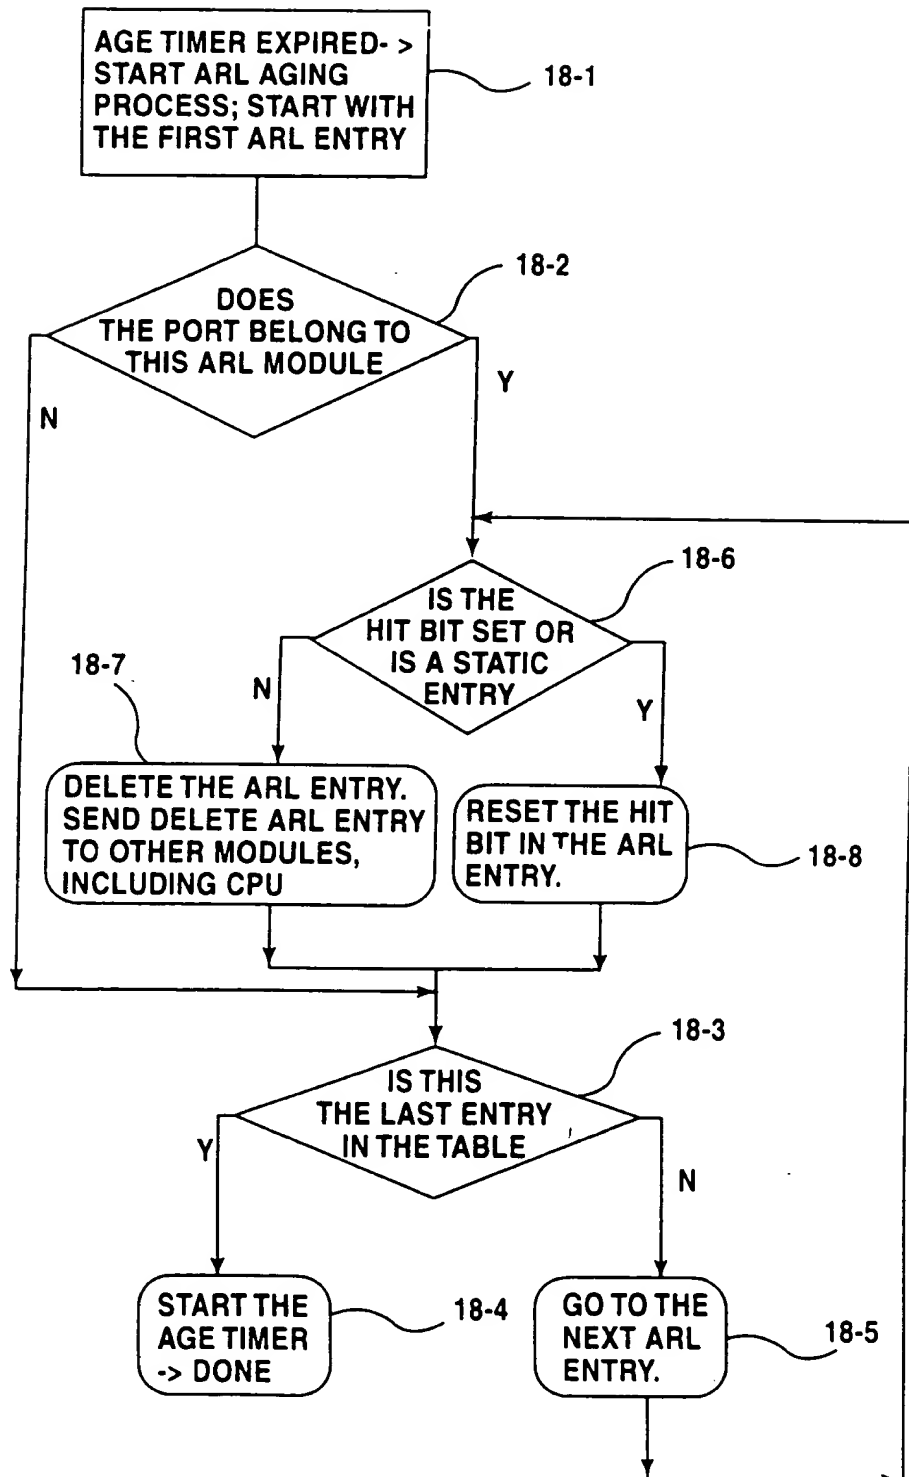 AGE TIMER EXPIRED- >
START ARL AGING
PROCESS; START WITH
THE FIRST ARL ENTRY
18-1
18-2
DOES
THE PORT BELONG TO
THIS ARL MODULE
N
Y
18-6
IS THE
HIT BIT SET OR
IS A STATIC
ENTRY
18-7
N
Y
DELETE THE ARL ENTRY.
SEND DELETE ARL ENTRY
TO OTHER MODULES,
INCLUDING CPU
RESET THE HIT
BIT IN THE ARL
ENTRY.
18-8
18-3
IS THIS
THE LAST ENTRY
IN THE TABLE
Y
N
START THE
AGE TIMER
-> DONE
18-4
GO TO THE
NEXT ARL
ENTRY.
18-5